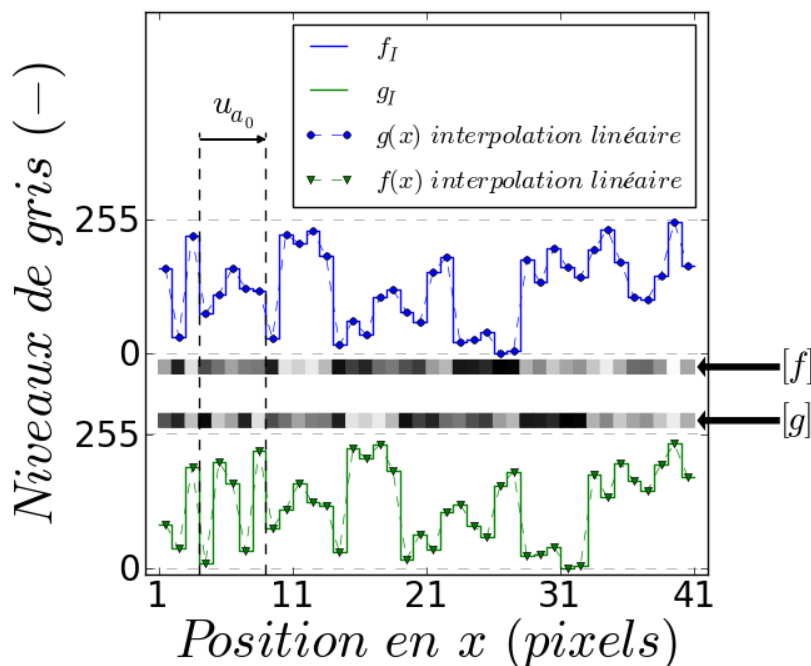 f_I
g_I
g(x) interpolation linéaire
f(x) interpolation linéaire
u_{a_0}
Niveaux de gris (−)
255
0
[f]
[g]
255
0
1 11 21 31 41
Position en x (pixels)